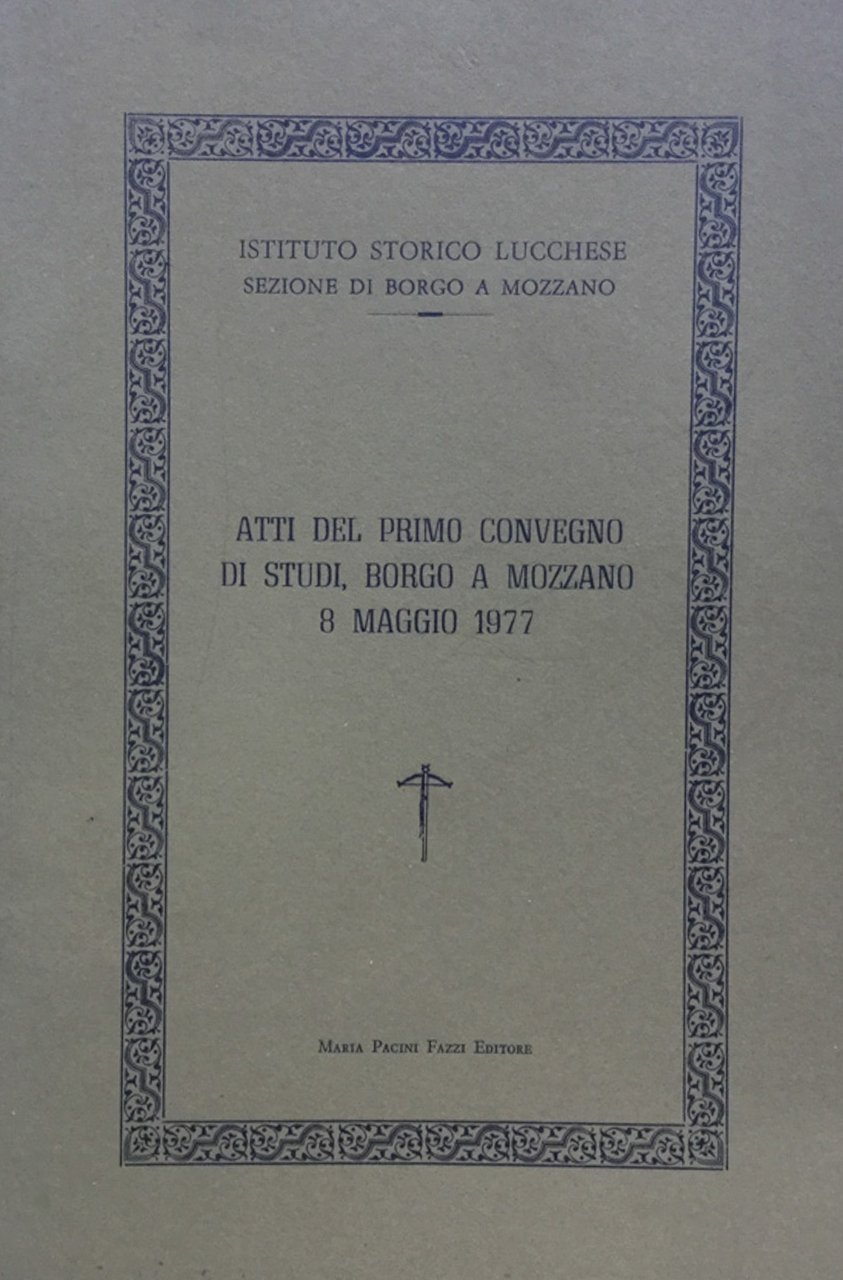 ISTITUTO STORICO LUCCHESE
SEZIONE DI BORGO A MOZZANO
ATTI DEL PRIMO CONVEGNO
DI STUDI, BORGO A MOZZANO
8 MAGGIO 1977
Maria Pacini Fazzi Editore